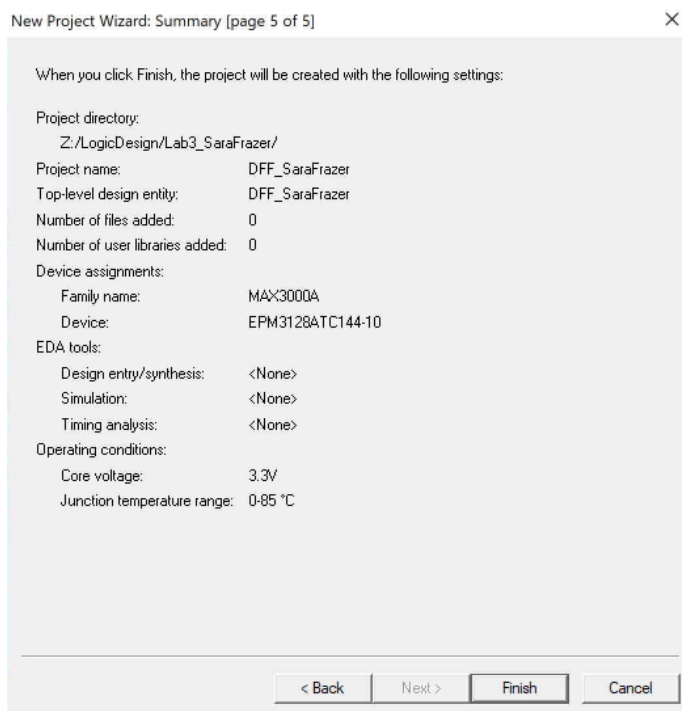 New Project Wizard: Summary [page 5 of 5]
When you click Finish, the project will be created with the following settings:
Project directory:
Z:/LogicDesign/Lab3_SaraFrazer/
Project name: DFF_SaraFrazer
Top-level design entity: DFF_SaraFrazer
Number of files added: 0
Number of user libraries added: 0
Device assignments:
Family name: MAX3000A
Device: EPM3128ATC144-10
EDA tools:
Design entry/synthesis: <None>
Simulation: <None>
Timing analysis: <None>
Operating conditions:
Core voltage: 3.3V
Junction temperature range: 0-85 °C
< Back Next > Finish Cancel